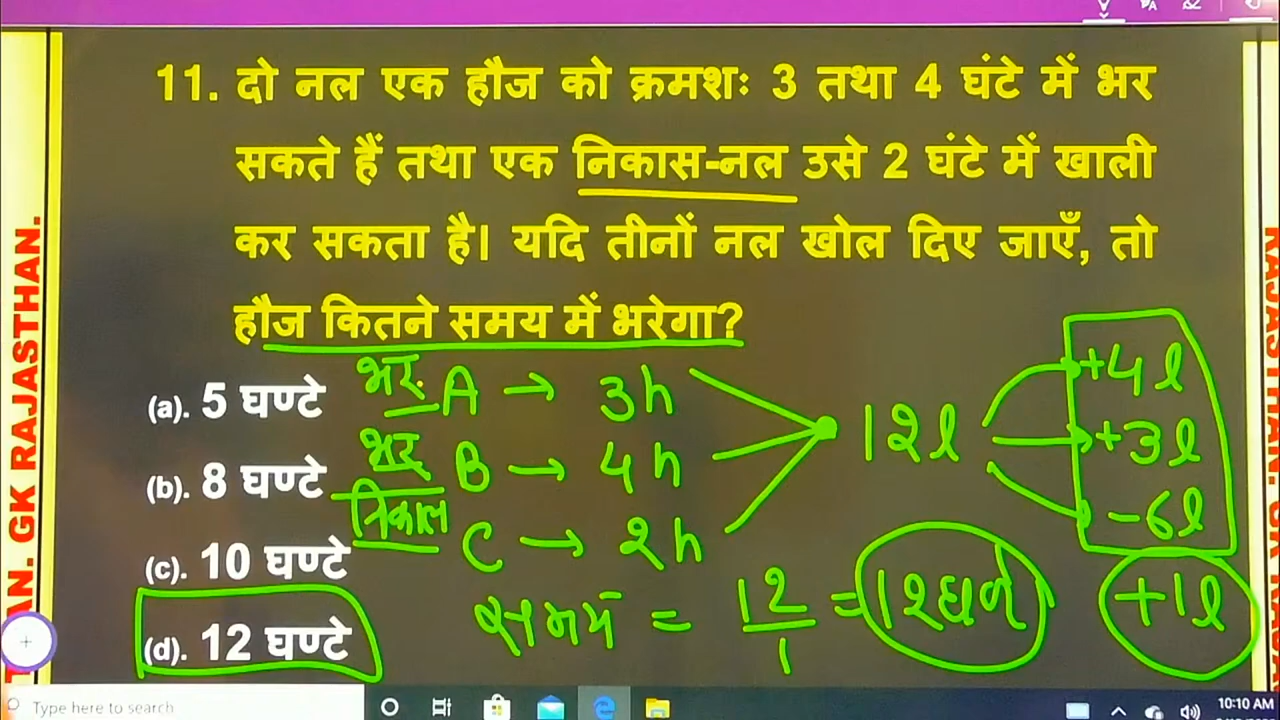 11. दो नल एक हौज को क्रमशः 3 तथा 4 घंटे में भर
सकते हैं तथा एक निकास-नल उसे 2 घंटे में खाली
कर सकता है। यदि तीनों नल खोल दिए जाएँ, तो
हौज कितने समय में भरेगा?
(a). 5 घण्टे
(b). 8 घण्टे
(c). 10 घण्टे
(d). 12 घण्टे
भर A → 3h
भर B → 4h
निकाल C → 2h
12l
+4l
+3l
-6l
+1l
समय = 12/1 = 12घन्टे
GK RAJASTHAN.
RAJASTHAN.
Type here to search
10:10 AM